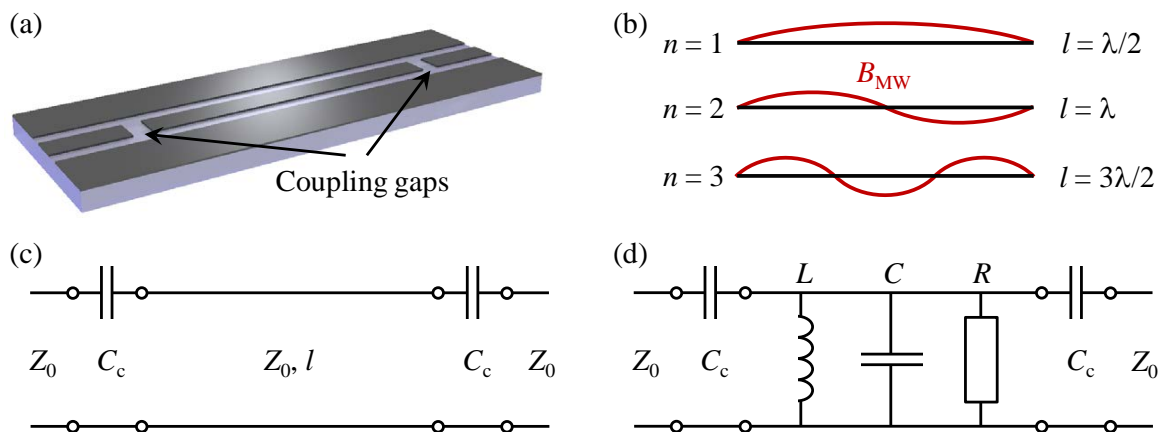 (a)
Coupling gaps
(b)
n = 1
l = λ/2
B_MW
n = 2
l = λ
n = 3
l = 3λ/2
(c)
Z_0
C_c
Z_0, l
C_c
Z_0
(d)
L
C
R
Z_0
C_c
C_c
Z_0